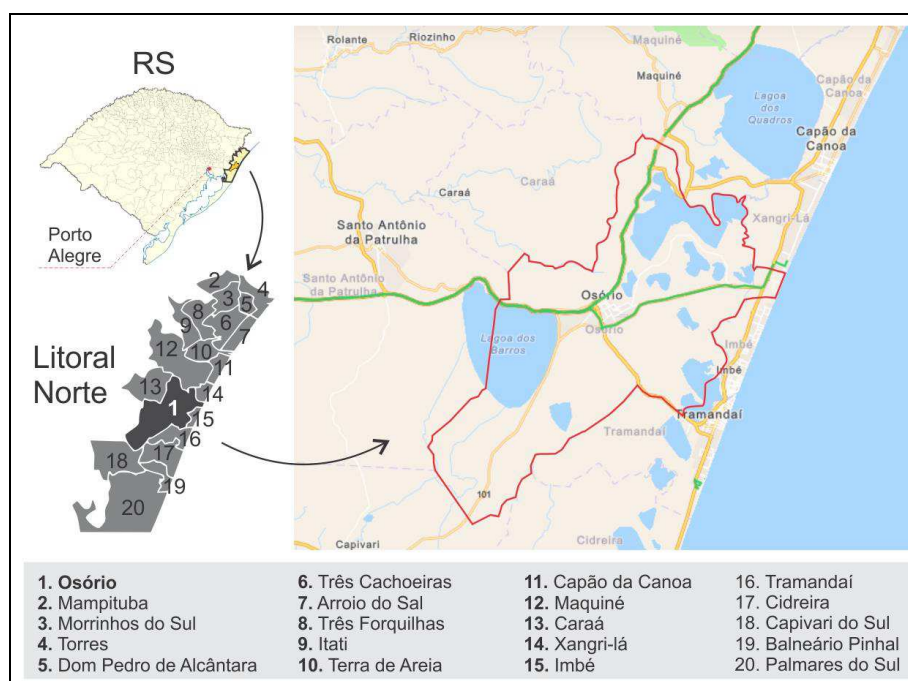 RS
Porto
Alegre
Litoral
Norte
2
4
3
5
8
9
6
7
12
10
11
13
14
1
15
16
17
18
19
20
Rolante
Riozinho
Maquiné
Maquiné
Lagoa
dos
Quadros
Capão da
Canoa
Capão da
Canoa
Caraá
Caraá
Santo Antônio
da Patrulha
Santo Antônio
da Patrulha
Xangri-Lá
Osório
Osório
Lagoa dos
Barros
Imbé
Imbé
Tramandaí
Tramandaí
101
Capivari
Cidreira
1. Osório
2. Mampituba
3. Morrinhos do Sul
4. Torres
5. Dom Pedro de Alcântara
6. Três Cachoeiras
7. Arroio do Sal
8. Três Forquilhas
9. Itati
10. Terra de Areia
11. Capão da Canoa
12. Maquiné
13. Caraá
14. Xangri-lá
15. Imbé
16. Tramandaí
17. Cidreira
18. Capivari do Sul
19. Balneário Pinhal
20. Palmares do Sul